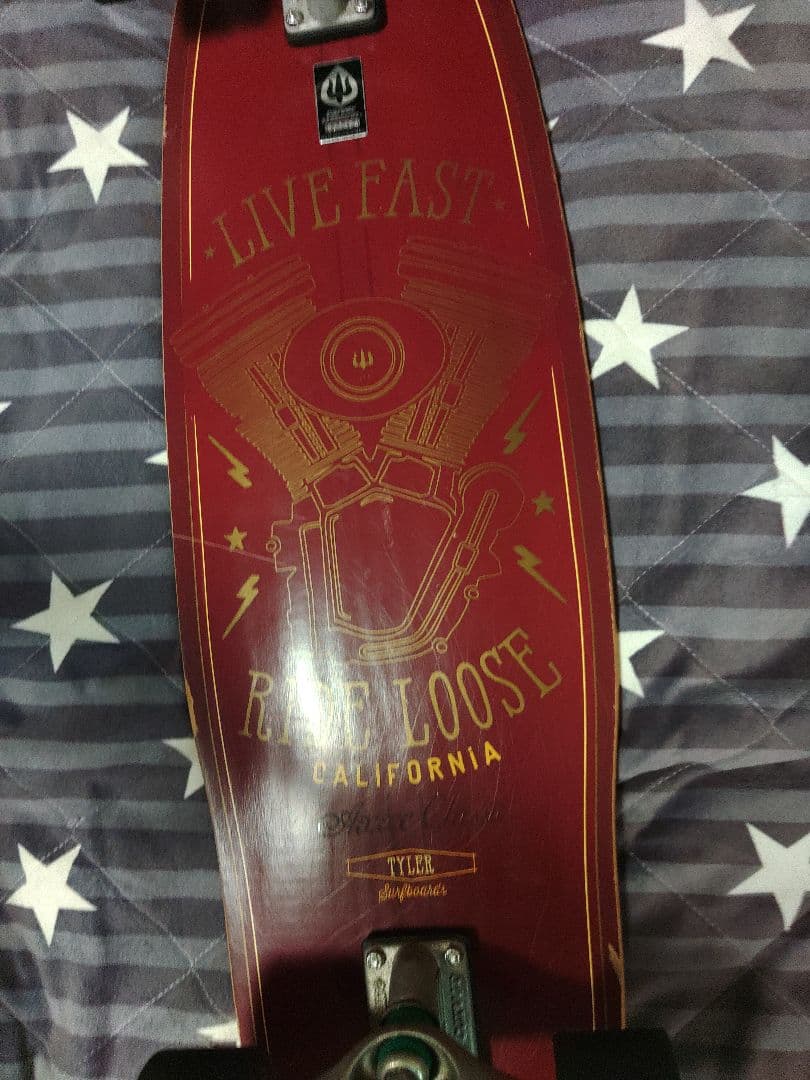 LIVE FAST
RIDE LOOSE
CALIFORNIA
TYLER
Surfboards